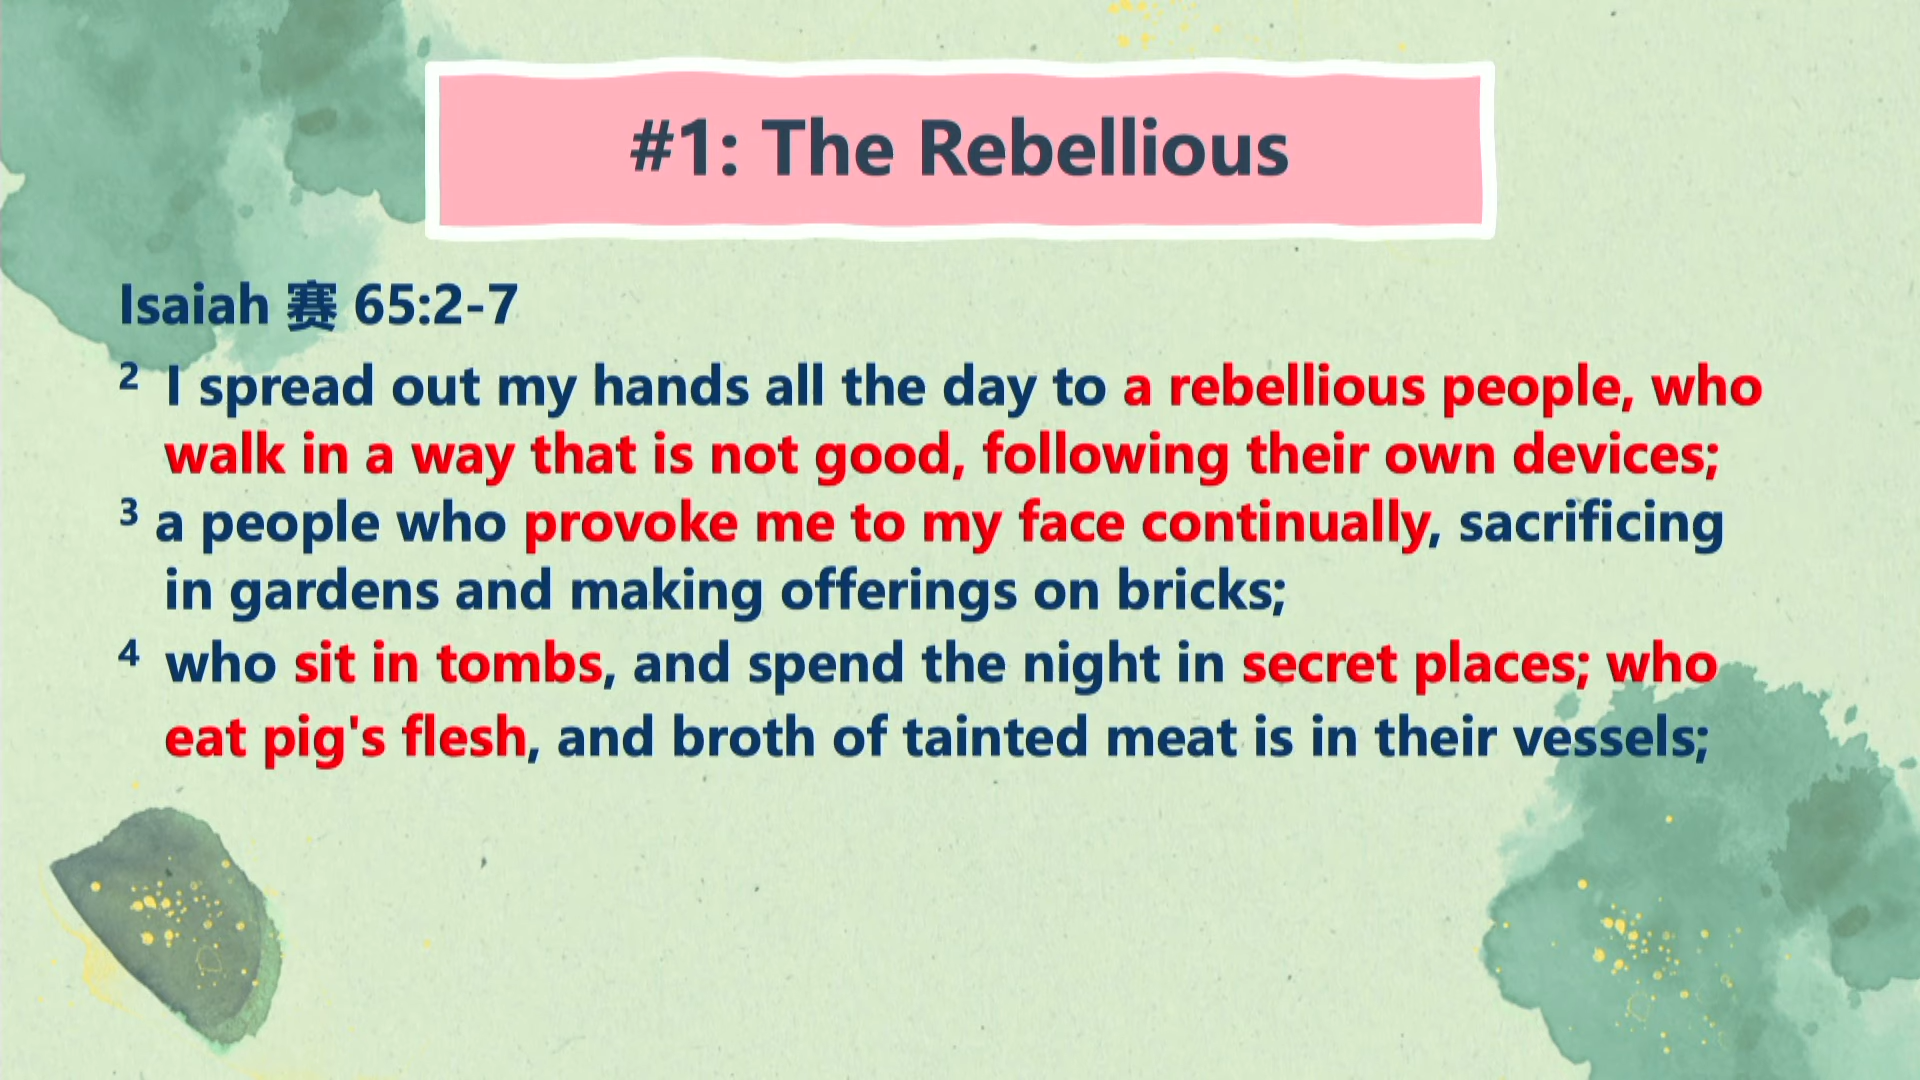 #1: The Rebellious
Isaiah 赛 65:2-7
2 I spread out my hands all the day to a rebellious people, who
walk in a way that is not good, following their own devices;
3 a people who provoke me to my face continually, sacrificing
in gardens and making offerings on bricks;
4 who sit in tombs, and spend the night in secret places; who
eat pig's flesh, and broth of tainted meat is in their vessels;